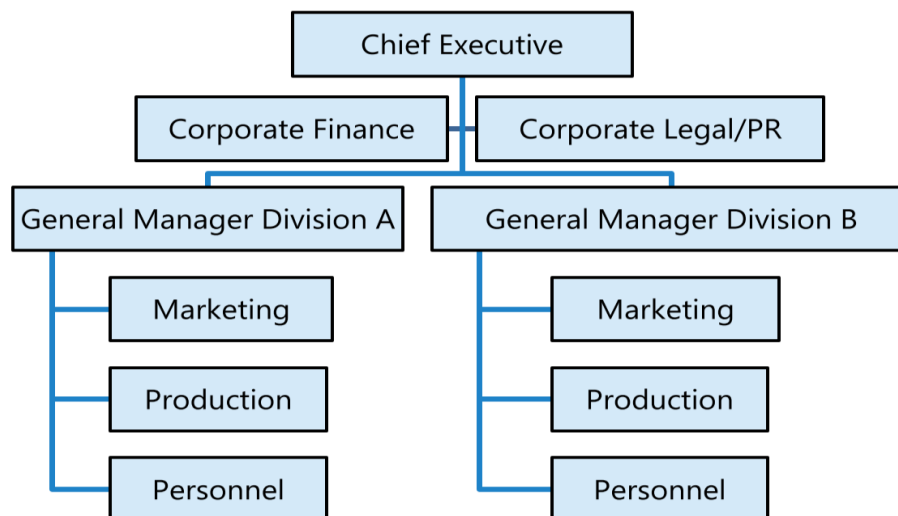 Chief Executive
Corporate Finance
Corporate Legal/PR
General Manager Division A
General Manager Division B
Marketing
Marketing
Production
Production
Personnel
Personnel